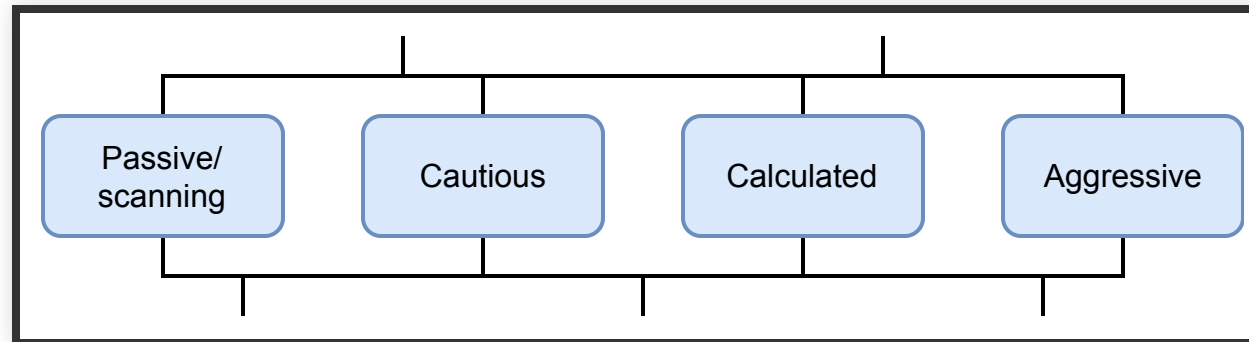 Passive/
scanning
Cautious
Calculated
Aggressive